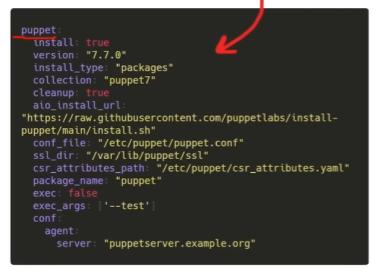 puppet:
  install: true
  version: "7.7.0"
  install_type: "packages"
  collection: "puppet7"
  cleanup: true
  aio_install_url:
"https://raw.githubusercontent.com/puppetlabs/install-
puppet/main/install.sh"
  conf_file: "/etc/puppet/puppet.conf"
  ssl_dir: "/var/lib/puppet/ssl"
  csr_attributes_path: "/etc/puppet/csr_attributes.yaml"
  package_name: "puppet"
  exec: false
  exec_args: ['--test']
  conf:
    agent:
      server: "puppetserver.example.org"